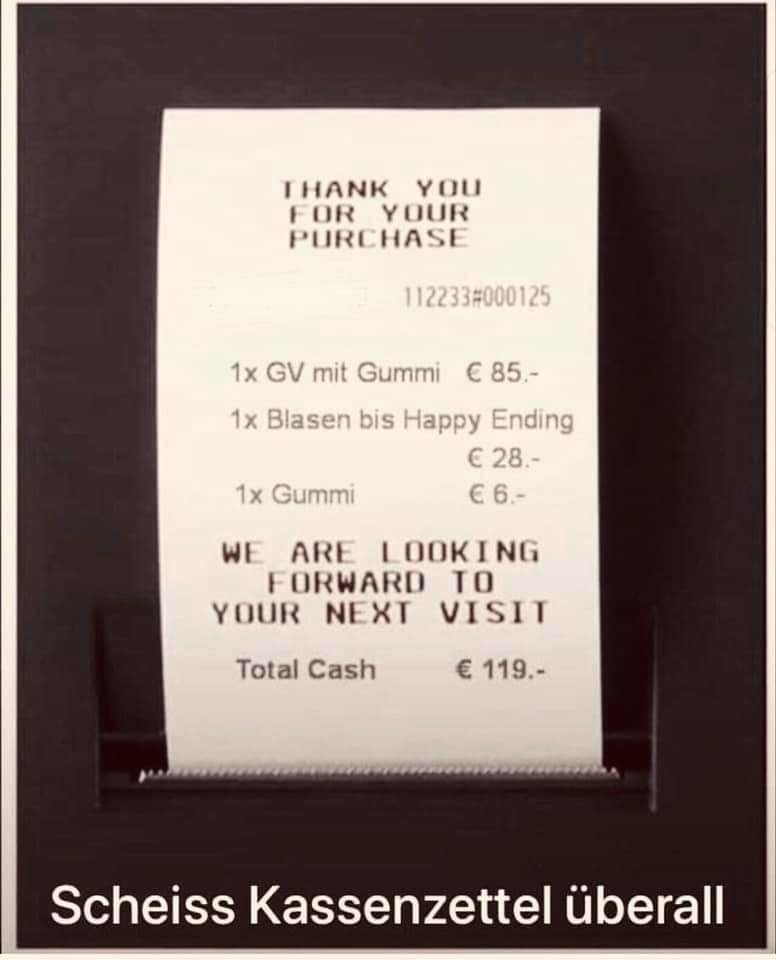 THANK YOU
FOR YOUR
PURCHASE
112233#000125
1x GV mit Gummi € 85.-
1x Blasen bis Happy Ending
€ 28.-
1x Gummi € 6.-
WE ARE LOOKING
FORWARD TO
YOUR NEXT VISIT
Total Cash € 119.-
Scheiss Kassenzettel überall